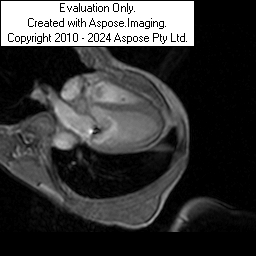 Evaluation Only.
Created with Aspose.Imaging.
Copyright 2010 - 2024 Aspose Pty Ltd.